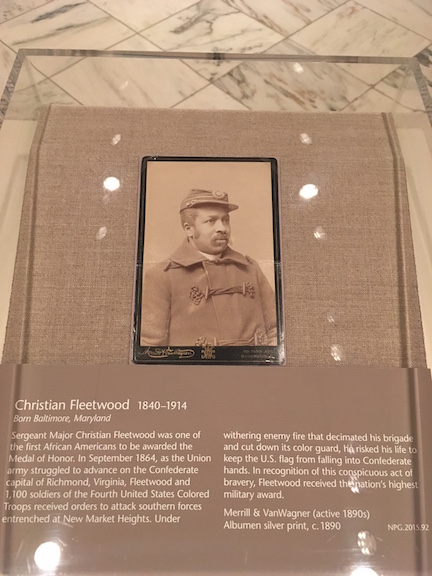 Christian Fleetwood 1840–1914
Born Baltimore, Maryland
Sergeant Major Christian Fleetwood was one of
the first African Americans to be awarded the
Medal of Honor. In September 1864, as the Union
army struggled to advance on the Confederate
capital of Richmond, Virginia, Fleetwood and
1,100 soldiers of the Fourth United States Colored
Troops received orders to attack southern forces
entrenched at New Market Heights. Under
withering enemy fire that decimated his brigade
and cut down its color guard, he risked his life to
keep the U.S. flag from falling into Confederate
hands. In recognition of this conspicuous act of
bravery, Fleetwood received the nation's highest
military award.
Merrill & VanWagner (active 1890s)
Albumen silver print, c. 1890
NPG.2015.92